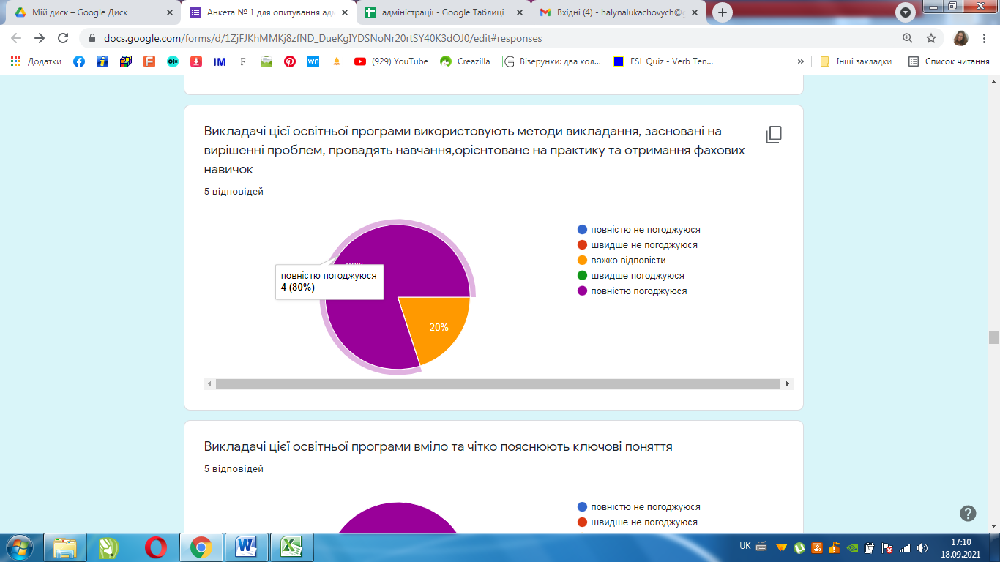 Мій диск – Google Диск
Анкета № 1 для опитування адм
адміністрації - Google Таблиці
Вхідні (4) - halynalukachovych@g
docs.google.com/forms/d/1ZjFJKhMMKj8zfND_DueKgIYDSNoNr20rtSY40K3dOJ0/edit#responses
Додатки
IM
F
wn
(929) YouTube
Creazilla
Візерунки: два кол...
ESL Quiz - Verb Ten...
»
Інші закладки
Список читання
Викладачі цієї освітньої програми використовують методи викладання, засновані на
вирішенні проблем, провадять навчання,орієнтоване на практику та отримання фахових
навичок
5 відповідей
повністю погоджуюся
4 (80%)
20%
повністю не погоджуюся
швидше не погоджуюся
важко відповісти
швидше погоджуюся
повністю погоджуюся
Викладачі цієї освітньої програми вміло та чітко пояснюють ключові поняття
5 відповідей
повністю не погоджуюся
швидше не погоджуюся
UK
17:10
18.09.2021